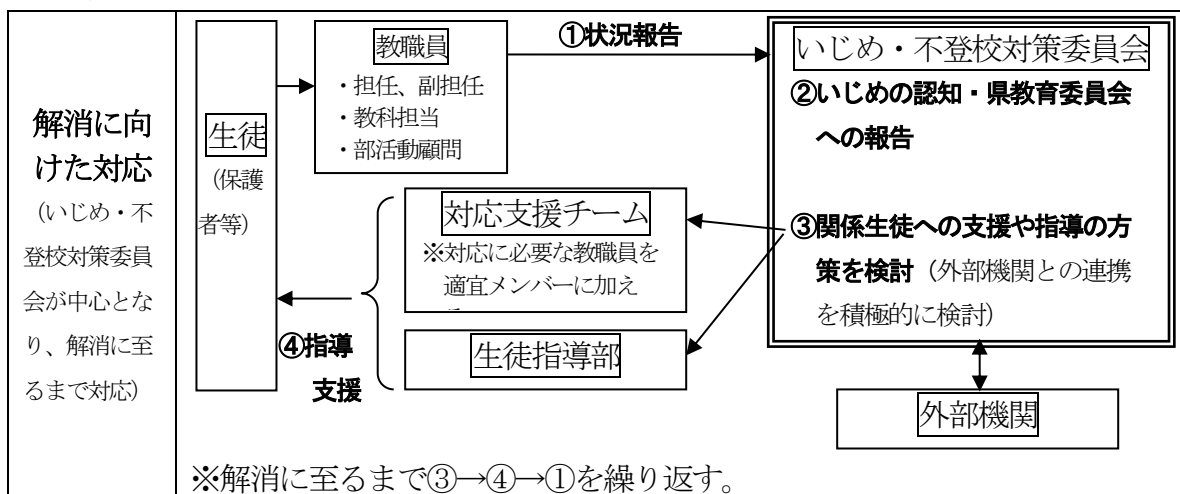 解消に向
けた対応
(いじめ・不
登校対策委員
会が中心とな
り、解消に至
るまで対応)
生徒
(保護
者等)
教職員
・担任、副担任
・教科担当
・部活動顧問
①状況報告
いじめ・不登校対策委員会
②いじめの認知・県教育委員会
への報告
③関係生徒への支援や指導の方
策を検討(外部機関との連携
を積極的に検討)
対応支援チーム
※対応に必要な教職員を
適宜メンバーに加え
生徒指導部
④指導
支援
外部機関
※解消に至るまで③→④→①を繰り返す。